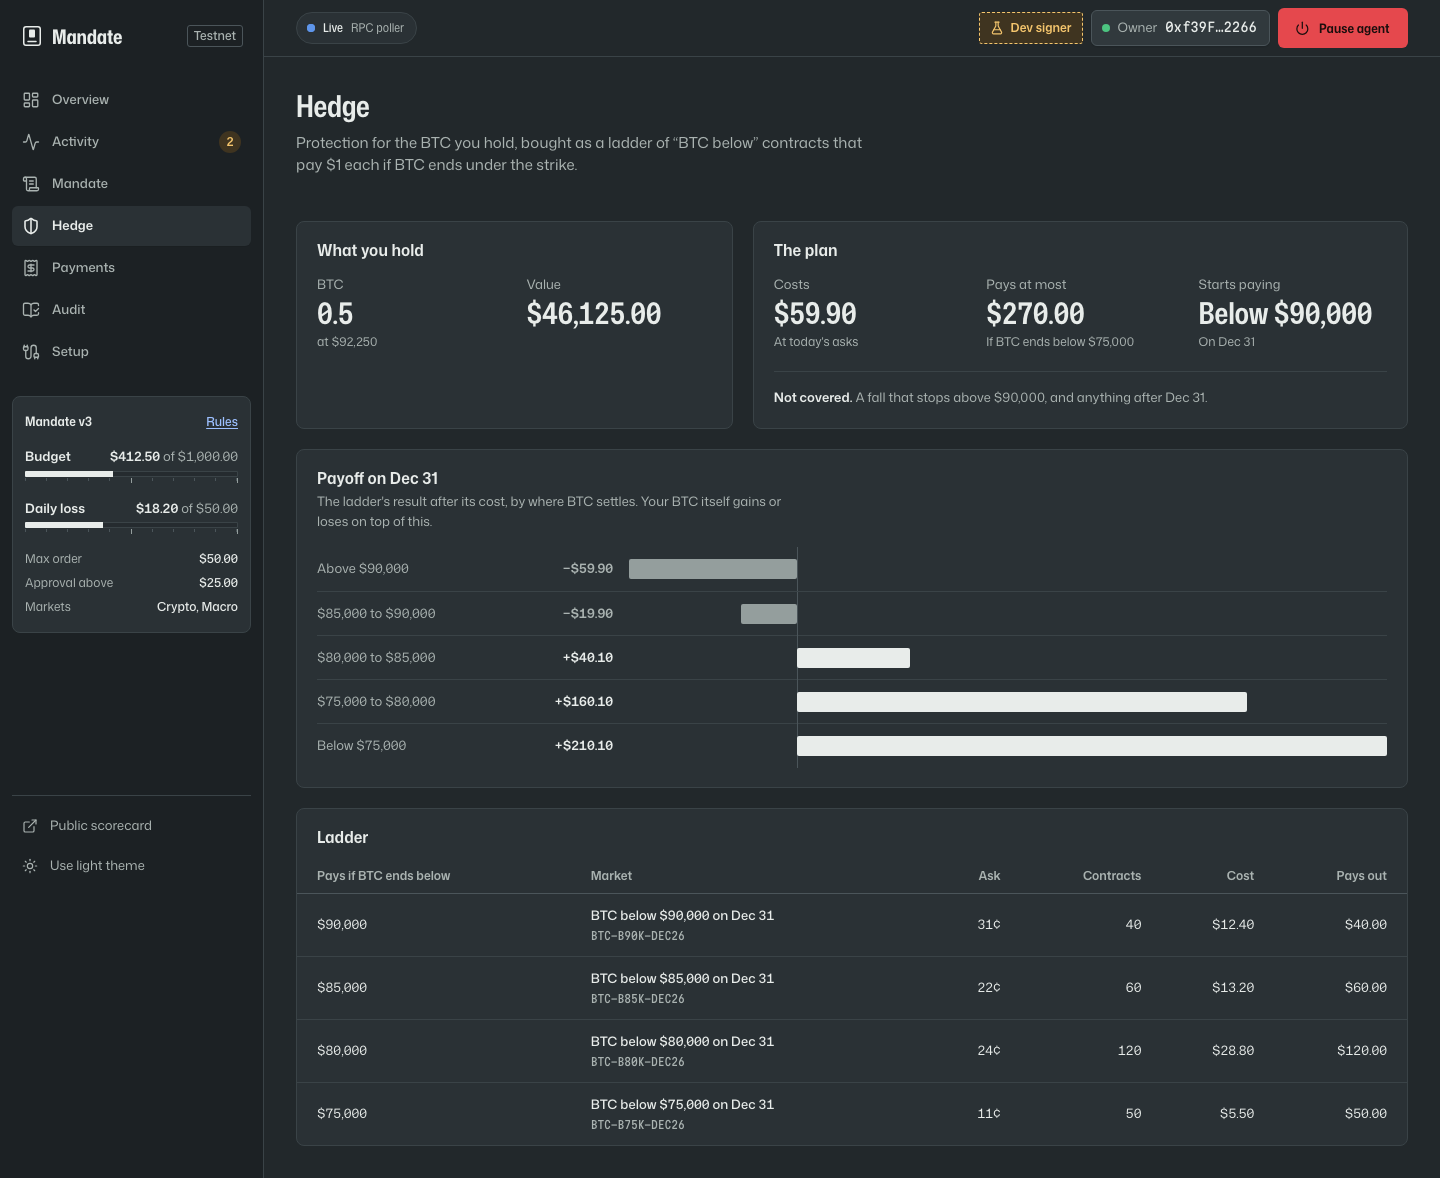 Mandate
Testnet
Overview
Activity
2
Mandate
Hedge
Payments
Audit
Setup
Mandate v3
Rules
Budget
$412.50 of $1,000.00
Daily loss
$18.20 of $50.00
Max order
$50.00
Approval above
$25.00
Markets
Crypto, Macro
Public scorecard
Use light theme
Live RPC poller
Dev signer
Owner 0xf39F…2266
Pause agent
Hedge
Protection for the BTC you hold, bought as a ladder of “BTC below” contracts that
pay $1 each if BTC ends under the strike.
What you hold
BTC
0.5
at $92,250
Value
$46,125.00
The plan
Costs
$59.90
At today's asks
Pays at most
$270.00
If BTC ends below $75,000
Starts paying
Below $90,000
On Dec 31
Not covered. A fall that stops above $90,000, and anything after Dec 31.
Payoff on Dec 31
The ladder's result after its cost, by where BTC settles. Your BTC itself gains or
loses on top of this.
Above $90,000 −$59.90
$85,000 to $90,000 −$19.90
$80,000 to $85,000 +$40.10
$75,000 to $80,000 +$160.10
Below $75,000 +$210.10
Ladder
Pays if BTC ends below Market Ask Contracts Cost Pays out
$90,000 BTC below $90,000 on Dec 31 31¢ 40 $12.40 $40.00
BTC-B90K-DEC26
$85,000 BTC below $85,000 on Dec 31 22¢ 60 $13.20 $60.00
BTC-B85K-DEC26
$80,000 BTC below $80,000 on Dec 31 24¢ 120 $28.80 $120.00
BTC-B80K-DEC26
$75,000 BTC below $75,000 on Dec 31 11¢ 50 $5.50 $50.00
BTC-B75K-DEC26